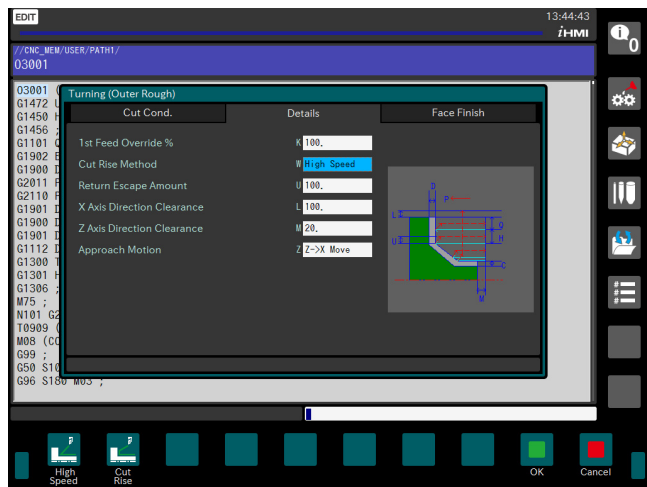 EDIT
13:44:43
iHMI
0
//CNC_MEM/USER/PATH1/
O3001
O3001 (
G1472 U
G1450 H
G1456 ;
G1101 Q
G1902 B
G1900 D
G2011 F
G2110 F
G1901 D
G1900 D
G1901 D
G1112 D
G1300 T
G1301 H
G1306 ;
M75 ;
N101 G2
T0909 (
M08 (CO
G99 ;
G50 S10
G96 S180 M03 ;
Turning (Outer Rough)
Cut Cond.
Details
Face Finish
1st Feed Override %
K 100.
Cut Rise Method
W High Speed
Return Escape Amount
U 100.
X Axis Direction Clearance
L 100.
Z Axis Direction Clearance
M 20.
Approach Motion
Z Z->X Move
D
P
L
Q
U
H
C
M
High Speed
Cut Rise
OK
Cancel